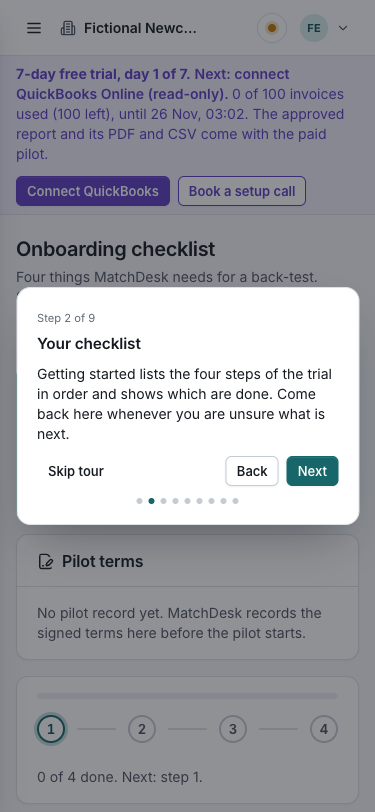 Fictional Newc...
FE
7-day free trial, day 1 of 7. Next: connect
QuickBooks Online (read-only). 0 of 100 invoices
used (100 left), until 26 Nov, 03:02. The approved
report and its PDF and CSV come with the paid
pilot.
Connect QuickBooks
Book a setup call
Onboarding checklist
Four things MatchDesk needs for a back-test.
Step 2 of 9
Your checklist
Getting started lists the four steps of the trial
in order and shows which are done. Come
back here whenever you are unsure what is
next.
Skip tour
Back
Next
Pilot terms
No pilot record yet. MatchDesk records the
signed terms here before the pilot starts.
1
2
3
4
0 of 4 done. Next: step 1.